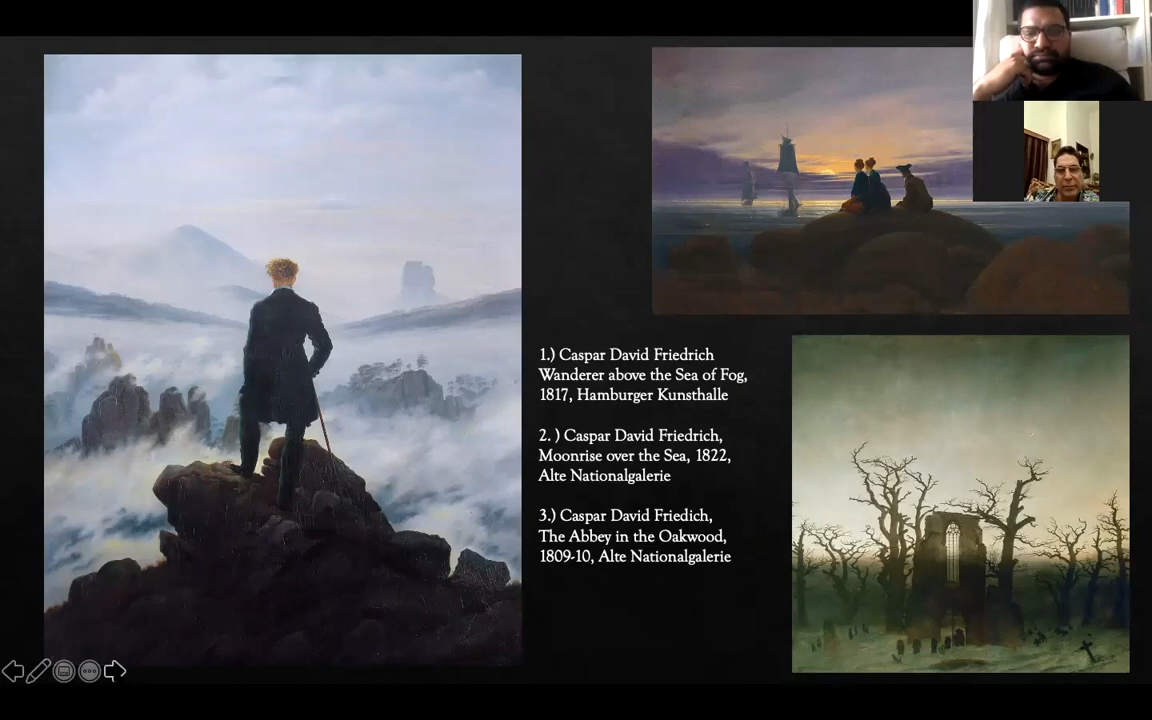 1.) Caspar David Friedrich
Wanderer above the Sea of Fog,
1817, Hamburger Kunsthalle
2. ) Caspar David Friedrich,
Moonrise over the Sea, 1822,
Alte Nationalgalerie
3.) Caspar David Friedich,
The Abbey in the Oakwood,
1809-10, Alte Nationalgalerie